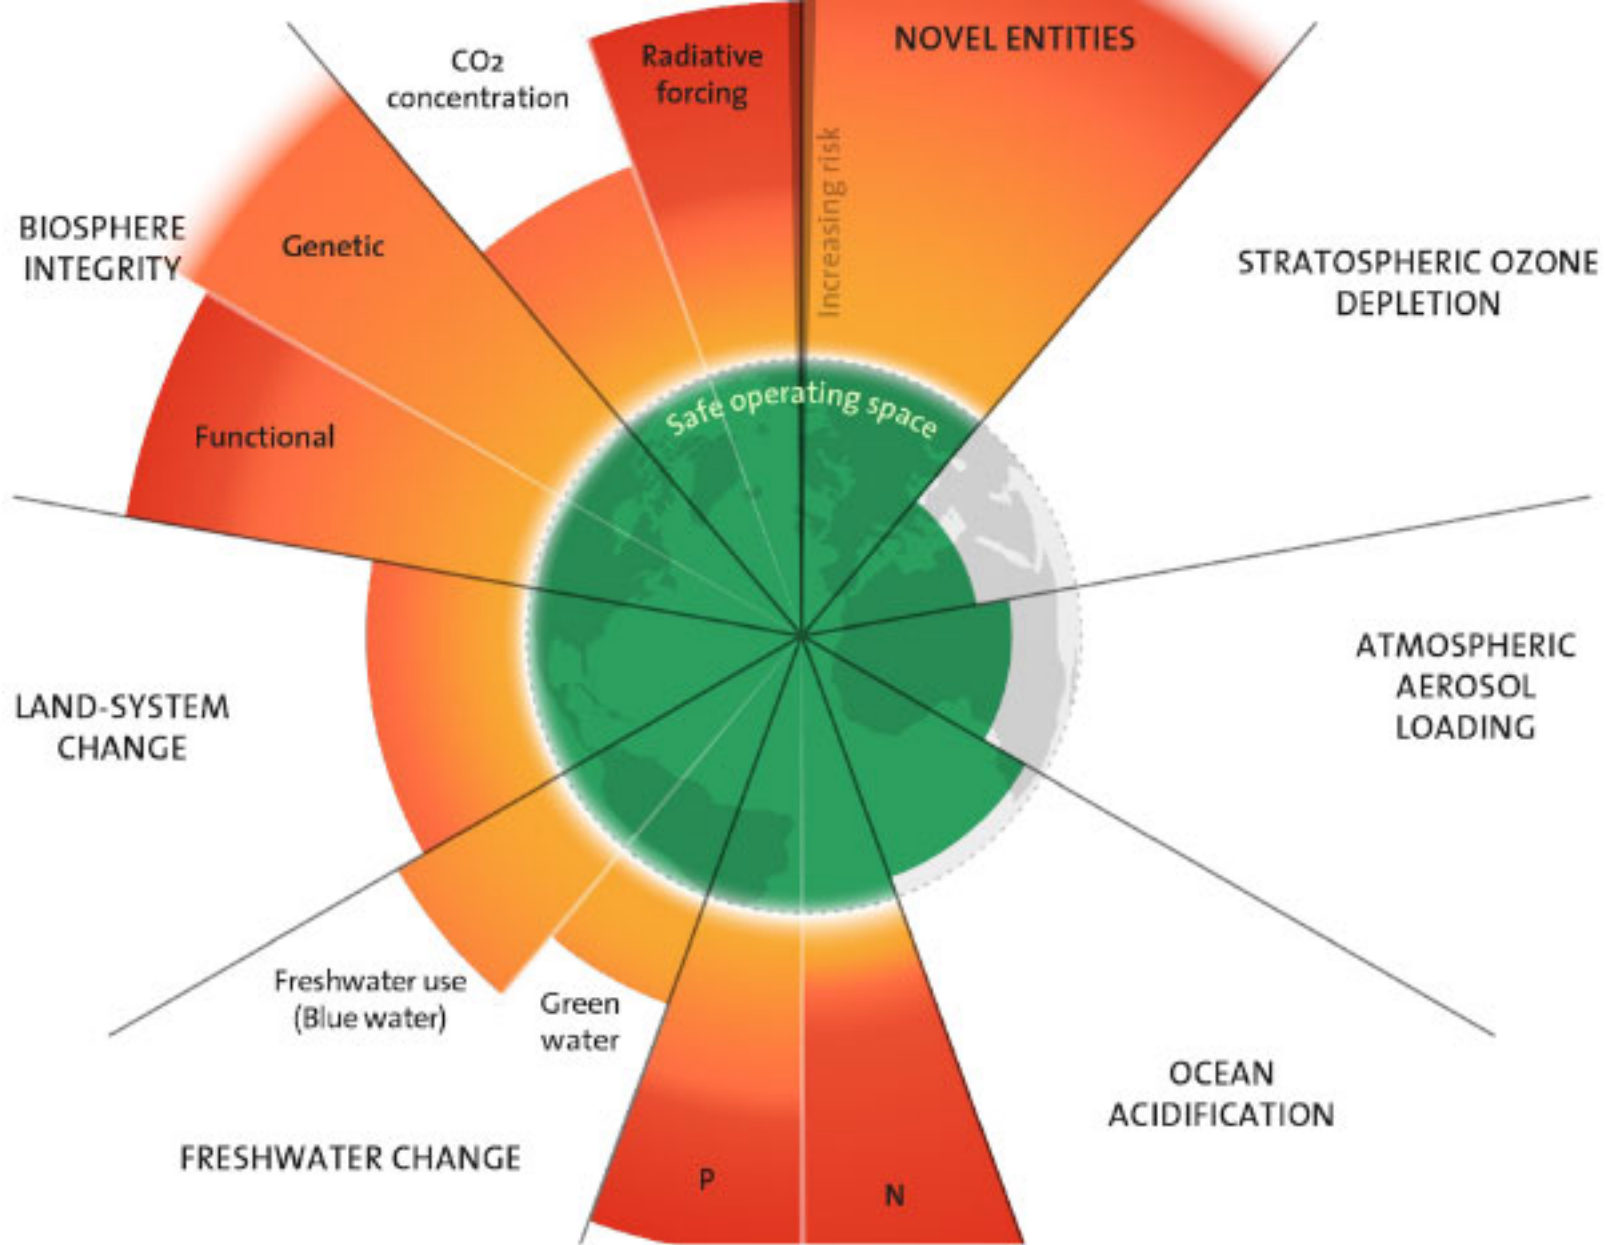 CO2
concentration
Radiative
forcing
NOVEL ENTITIES
Increasing risk
BIOSPHERE
INTEGRITY
Genetic
Functional
STRATOSPHERIC OZONE
DEPLETION
Safe operating space
ATMOSPHERIC
AEROSOL
LOADING
LAND-SYSTEM
CHANGE
Freshwater use
(Blue water)
Green
water
OCEAN
ACIDIFICATION
FRESHWATER CHANGE
P
N